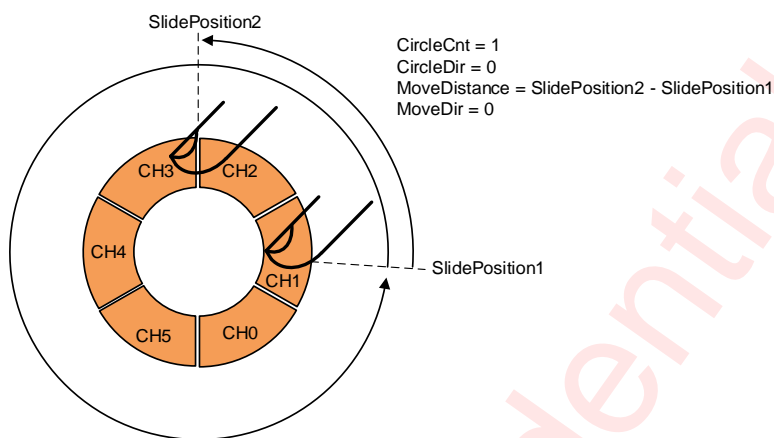 SlidePosition2
CircleCnt = 1
CircleDir = 0
MoveDistance = SlidePosition2 - SlidePosition1
MoveDir = 0
CH3
CH2
CH4
CH1
SlidePosition1
CH5
CH0